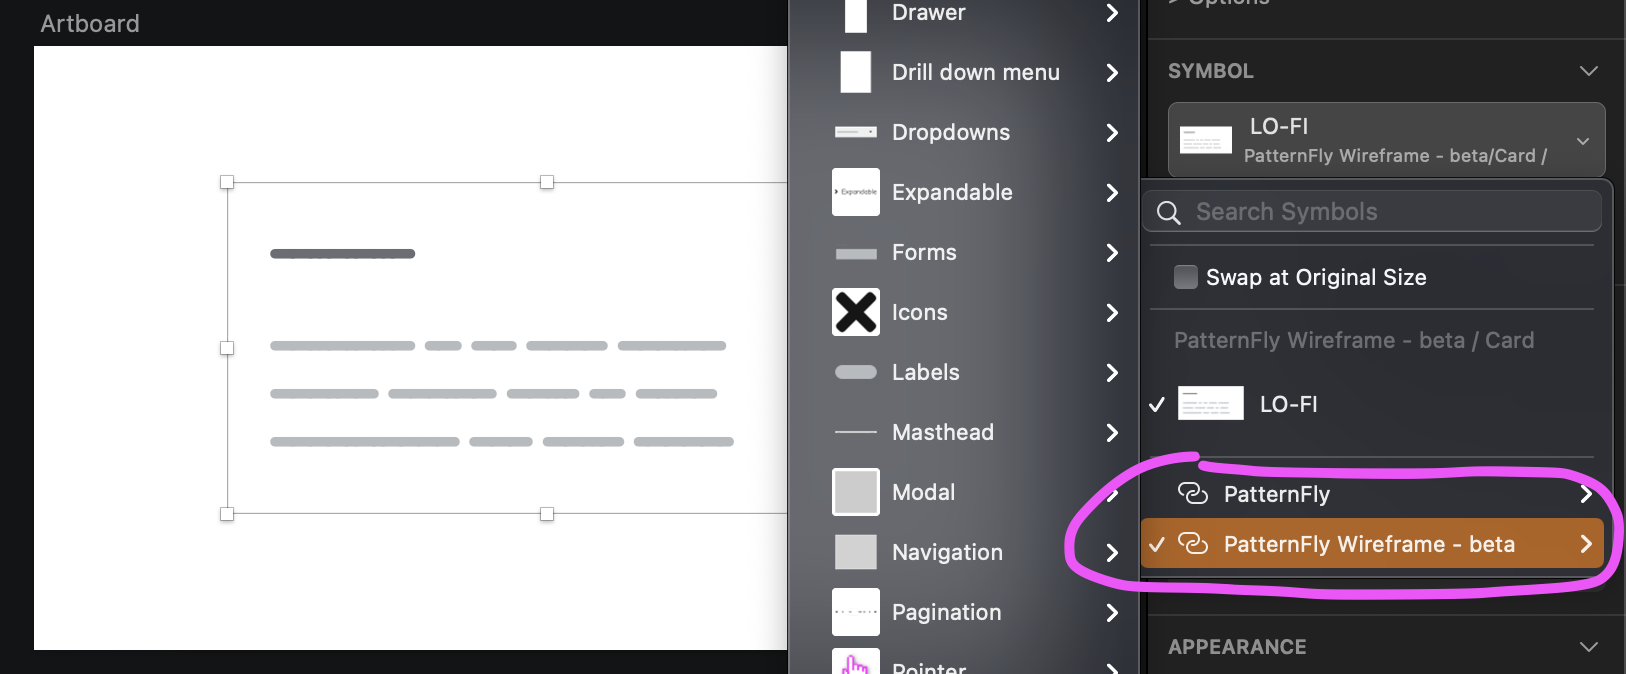 Artboard
Drawer
Drill down menu
Dropdowns
Expandable
Expandable
Forms
Icons
Labels
Masthead
Modal
Navigation
Pagination
Pointer
Options
SYMBOL
LO-FI
PatternFly Wireframe - beta/Card /
Search Symbols
Swap at Original Size
PatternFly Wireframe - beta / Card
LO-FI
PatternFly
PatternFly Wireframe - beta
APPEARANCE